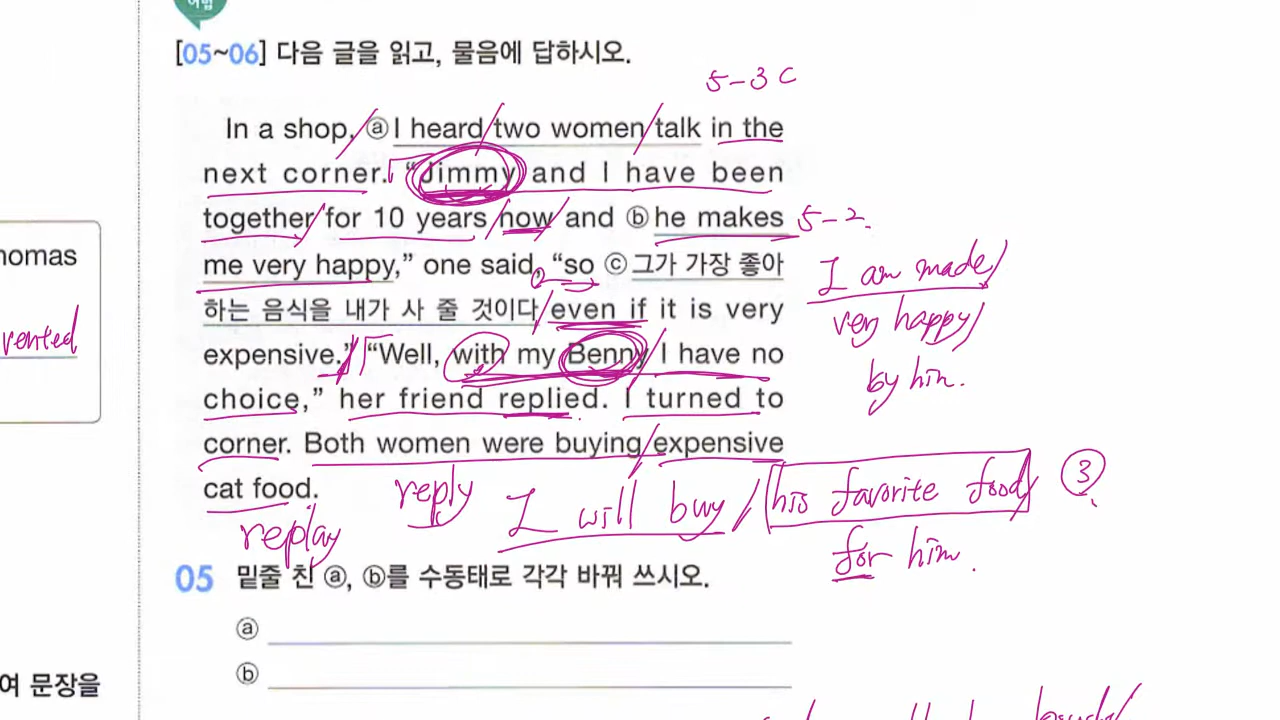 어법
[05~06] 다음 글을 읽고, 물음에 답하시오.
5-3 C
In a shop, ⓐ I heard two women talk in the
next corner. “Jimmy and I have been
together for 10 years now and ⓑ he makes
5-2.
me very happy,” one said, “so ⓒ 그가 가장 좋아
하는 음식을 내가 사 줄 것이다 even if it is very
expensive.” “Well, with my Benny I have no
choice,” her friend replied. I turned to
corner. Both women were buying expensive
cat food.
I am made
very happy
by him.
homas
vented
reply
replay
I will buy his favorite food ③
for him.
05 밑줄 친 ⓐ, ⓑ를 수동태로 각각 바꿔 쓰시오.
ⓐ
ⓑ
여 문장을